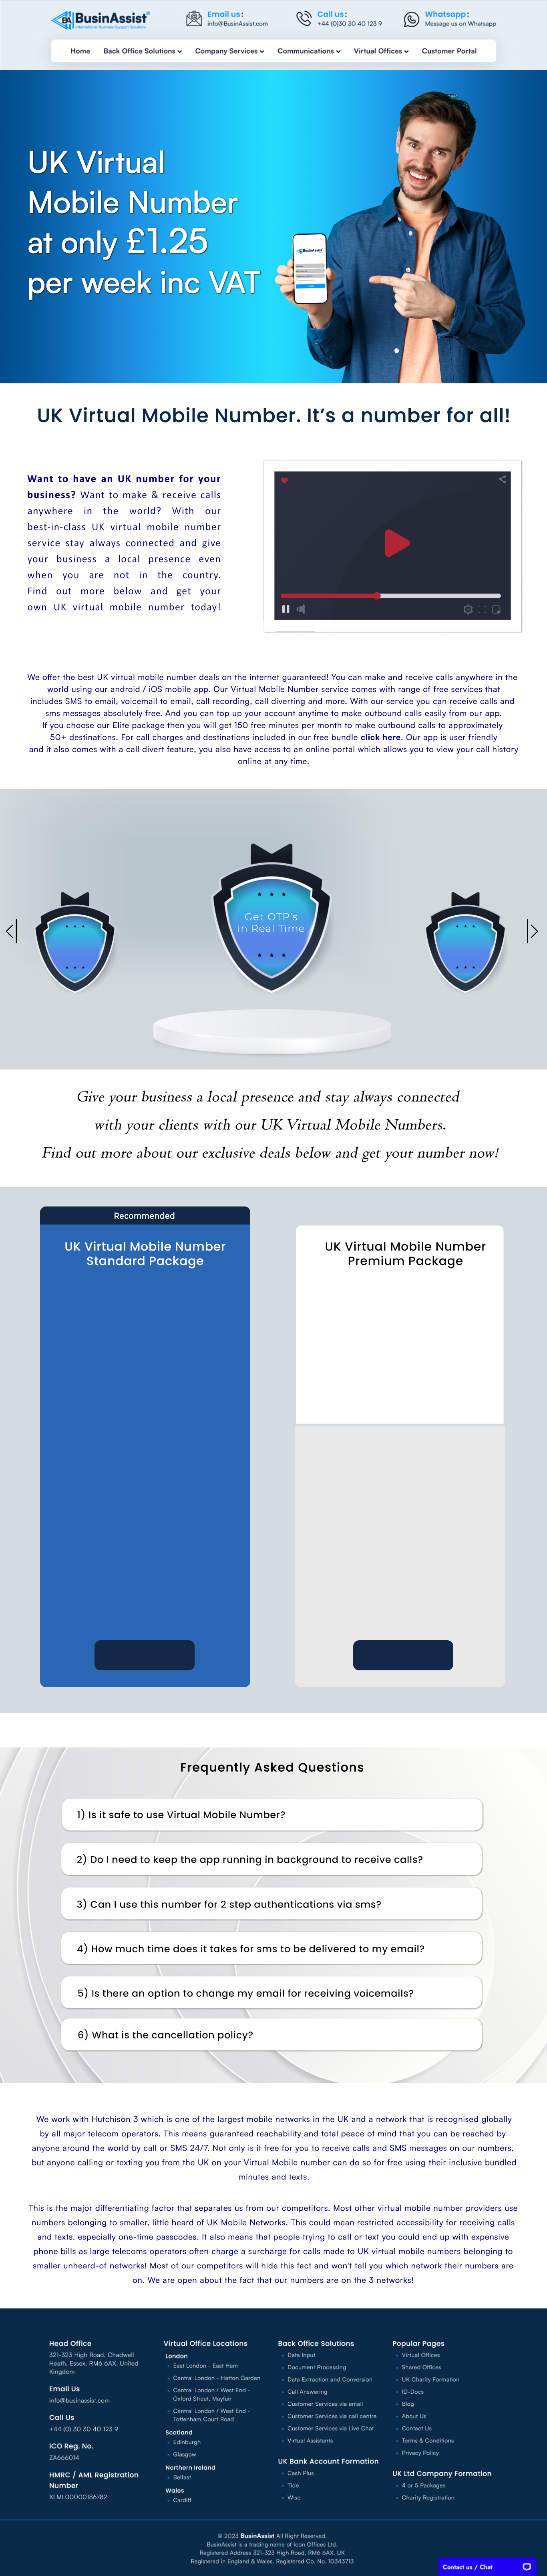 BusinAssist®
International Business Support Solutions
Email us:
info@BusinAssist.com
Call us:
+44 (0)30 30 40 123 9
Whatsapp:
Message us on Whatsapp
Home
Back Office Solutions
Company Services
Communications
Virtual Offices
Customer Portal
UK Virtual
Mobile Number
at only £1.25
per week inc VAT
BusinAssist
UK Virtual Mobile Number. It's a number for all!
Want to have an UK number for your
business? Want to make & receive calls
anywhere in the world? With our
best-in-class UK virtual mobile number
service stay always connected and give
your business a local presence even
when you are not in the country.
Find out more below and get your
own UK virtual mobile number today!
We offer the best UK virtual mobile number deals on the internet guaranteed! You can make and receive calls anywhere in the
world using our android / iOS mobile app. Our Virtual Mobile Number service comes with range of free services that
includes SMS to email, voicemail to email, call recording, call diverting and more. With our service you can receive calls and
sms messages absolutely free. And you can top up your account anytime to make outbound calls easily from our app.
If you choose our Elite package then you will get 150 free minutes per month to make outbound calls to approximately
50+ destinations. For call charges and destinations included in our free bundle click here. Our app is user friendly
and it also comes with a call divert feature, you also have access to an online portal which allows you to view your call history
online at any time.
Get OTP's
in Real Time
Give your business a local presence and stay always connected
with your clients with our UK Virtual Mobile Numbers.
Find out more about our exclusive deals below and get your number now!
Recommended
UK Virtual Mobile Number
Standard Package
UK Virtual Mobile Number
Premium Package
Frequently Asked Questions
1) Is it safe to use Virtual Mobile Number?
2) Do I need to keep the app running in background to receive calls?
3) Can I use this number for 2 step authentications via sms?
4) How much time does it takes for sms to be delivered to my email?
5) Is there an option to change my email for receiving voicemails?
6) What is the cancellation policy?
We work with Hutchison 3 which is one of the largest mobile networks in the UK and a network that is recognised globally
by all major telecom operators. This means guaranteed reachability and total peace of mind that you can be reached by
anyone around the world by call or SMS 24/7. Not only is it free for you to receive calls and SMS messages on our numbers,
but anyone calling or texting you from the UK on your Virtual Mobile number can do so for free using their inclusive bundled
minutes and texts.
This is the major differentiating factor that separates us from our competitors. Most other virtual mobile number providers use
numbers belonging to smaller, little heard of UK Mobile Networks. This could mean restricted accessibility for receiving calls
and texts, especially one-time passcodes. It also means that people trying to call or text you could end up with expensive
phone bills as large telecoms operators often charge a surcharge for calls made to UK virtual mobile numbers belonging to
smaller unheard-of networks! Most of our competitors will hide this fact and won't tell you which network their numbers are
on. We are open about the fact that our numbers are on the 3 networks!
Head Office
321-323 High Road, Chadwell
Heath, Essex, RM6 6AX, United
Kingdom
Email Us
info@businassist.com
Call Us
+44 (0) 30 30 40 123 9
ICO Reg. No.
ZA666014
HMRC / AML Registration
Number
XLML00000186782
Virtual Office Locations
London
East London - East Ham
Central London - Hatton Garden
Central London / West End -
Oxford Street, Mayfair
Central London / West End -
Tottenham Court Road
Scotland
Edinburgh
Glasgow
Northern Ireland
Belfast
Wales
Cardiff
Back Office Solutions
Data Input
Document Processing
Data Extraction and Conversion
Call Answering
Customer Services via email
Customer Services via call centre
Customer Services via Live Chat
Virtual Assistants
UK Bank Account Formation
Cash Plus
Tide
Wise
Popular Pages
Virtual Offices
Shared Offices
UK Charity Formation
ID-Docs
Blog
About Us
Contact Us
Terms & Conditions
Privacy Policy
UK Ltd Company Formation
4 or 5 Packages
Charity Registration
© 2023 BusinAssist All Right Reserved.
BusinAssist is a trading name of Icon Offices Ltd.
Registered Address 321-323 High Road, RM6 6AX, UK
Registered in England & Wales, Registered Co. No. 10343713
Contact us / Chat